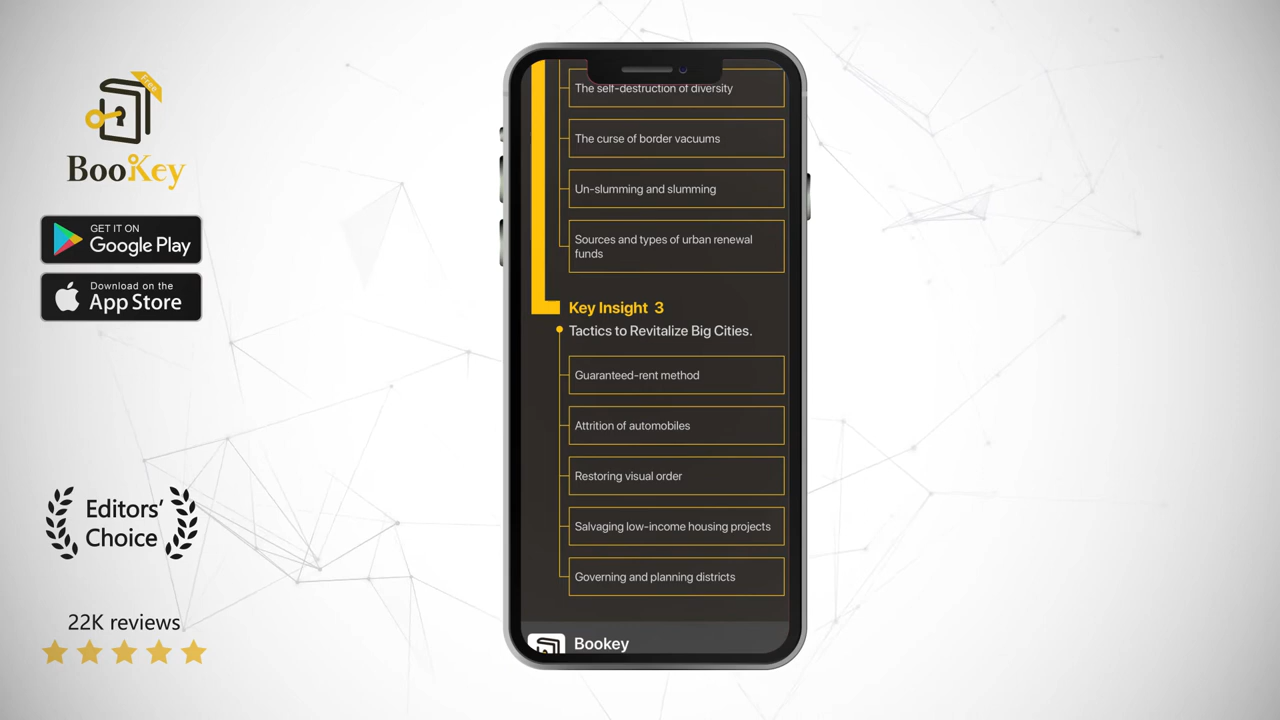 Free
BooKey
GET IT ON
Google Play
Download on the
App Store
Editors’
Choice
22K reviews
The self-destruction of diversity
The curse of border vacuums
Un-slumming and slumming
Sources and types of urban renewal
funds
Key Insight 3
Tactics to Revitalize Big Cities.
Guaranteed-rent method
Attrition of automobiles
Restoring visual order
Salvaging low-income housing projects
Governing and planning districts
Bookey